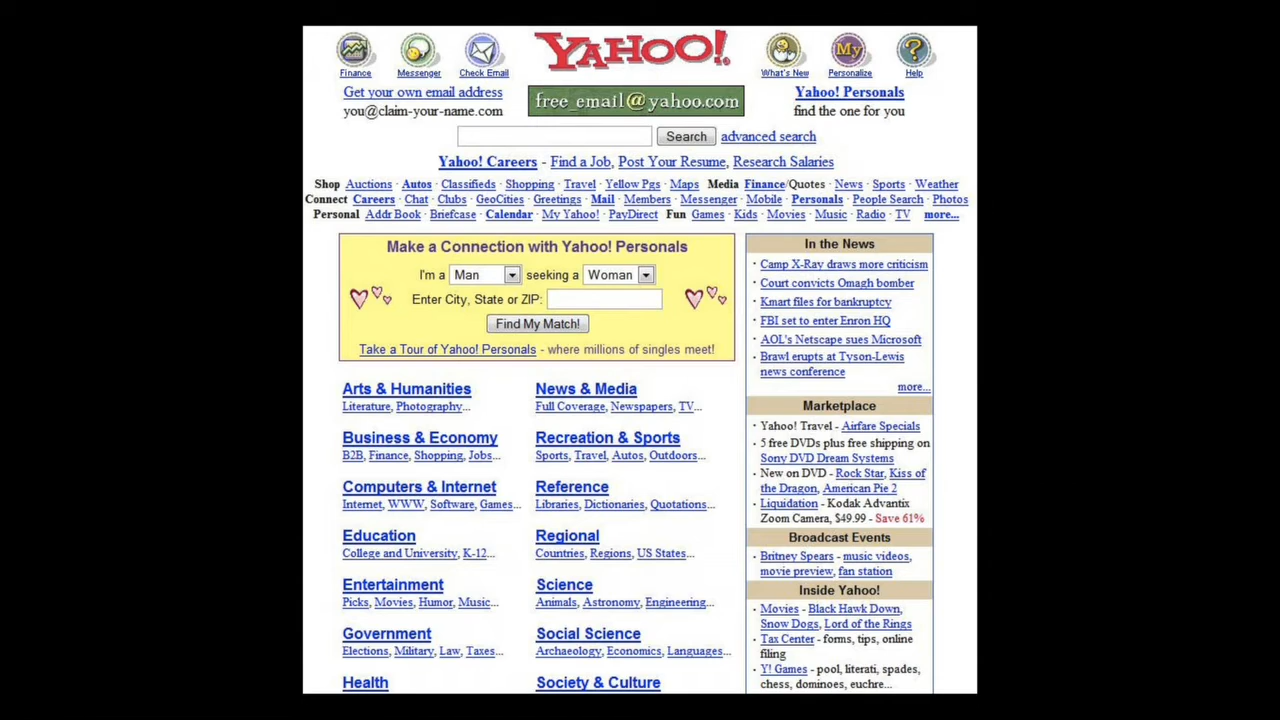 YAHOO!
Finance
Messenger
Check Email
What's New
My
Personalize
?
Help
Get your own email address
you@claim-your-name.com
free_email@yahoo.com
Yahoo! Personals
find the one for you
Search
advanced search
Yahoo! Careers - Find a Job, Post Your Resume, Research Salaries
Shop Auctions · Autos · Classifieds · Shopping · Travel · Yellow Pgs · Maps Media Finance/Quotes · News · Sports · Weather
Connect Careers · Chat · Clubs · GeoCities · Greetings · Mail · Members · Messenger · Mobile · Personals · People Search · Photos
Personal Addr Book · Briefcase · Calendar · My Yahoo! · PayDirect Fun Games · Kids · Movies · Music · Radio · TV more...
Make a Connection with Yahoo! Personals
I'm a Man seeking a Woman
Enter City, State or ZIP:
Find My Match!
Take a Tour of Yahoo! Personals - where millions of singles meet!
Arts & Humanities
Literature, Photography...
Business & Economy
B2B, Finance, Shopping, Jobs...
Computers & Internet
Internet, WWW, Software, Games...
Education
College and University, K-12...
Entertainment
Picks, Movies, Humor, Music...
Government
Elections, Military, Law, Taxes...
Health
News & Media
Full Coverage, Newspapers, TV...
Recreation & Sports
Sports, Travel, Autos, Outdoors...
Reference
Libraries, Dictionaries, Quotations...
Regional
Countries, Regions, US States...
Science
Animals, Astronomy, Engineering...
Social Science
Archaeology, Economics, Languages...
Society & Culture
In the News
· Camp X-Ray draws more criticism
· Court convicts Omagh bomber
· Kmart files for bankruptcy
· FBI set to enter Enron HQ
· AOL's Netscape sues Microsoft
· Brawl erupts at Tyson-Lewis
news conference
more...
Marketplace
· Yahoo! Travel - Airfare Specials
· 5 free DVDs plus free shipping on
Sony DVD Dream Systems
· New on DVD - Rock Star, Kiss of
the Dragon, American Pie 2
· Liquidation - Kodak Advantix
Zoom Camera, $49.99 - Save 61%
Broadcast Events
· Britney Spears - music videos,
movie preview, fan station
Inside Yahoo!
· Movies - Black Hawk Down,
Snow Dogs, Lord of the Rings
· Tax Center - forms, tips, online
filing
· Y! Games - pool, literati, spades,
chess, dominoes, euchre...